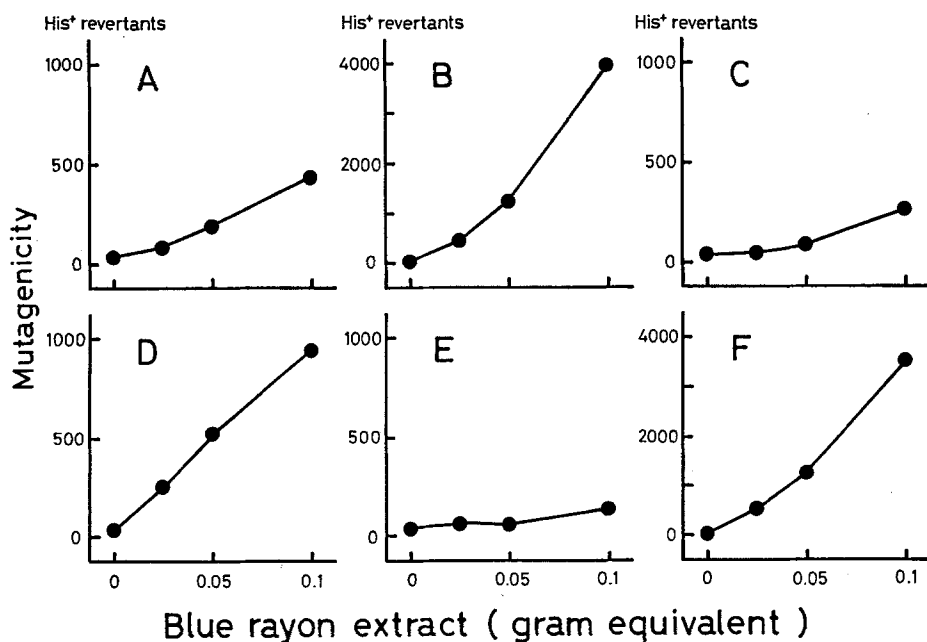 His⁺ revertants His⁺ revertants His⁺ revertants
1000 4000 1000
A B C
500 2000 500
0 0 0
Mutagenicity
1000 1000 4000
D E F
500 500 2000
0 0 0
0 0.05 0.1 0 0.05 0.1 0 0.05 0.1
Blue rayon extract ( gram equivalent )